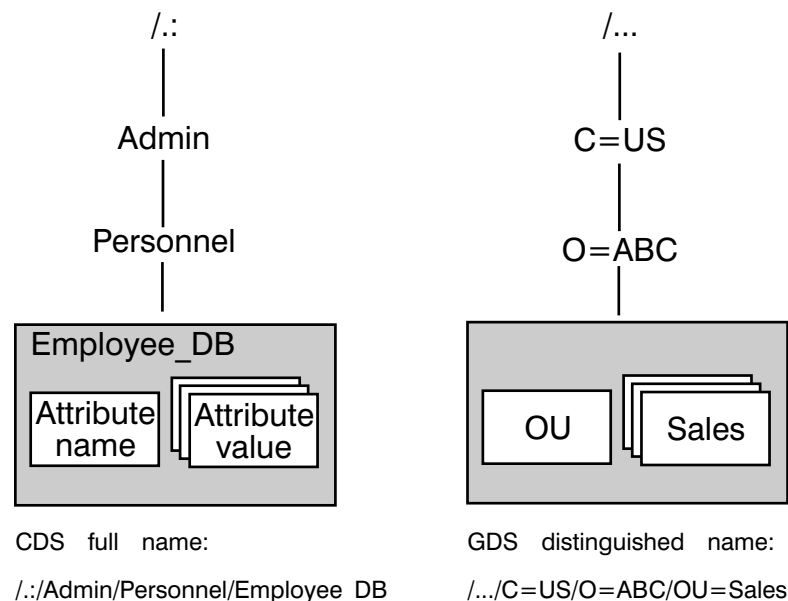 /.:
Admin
Personnel
Employee_DB
Attribute
name
Attribute
value
CDS full name:
/.:/Admin/Personnel/Employee DB
/...
C=US
O=ABC
OU
Sales
GDS distinguished name:
/.../C=US/O=ABC/OU=Sales